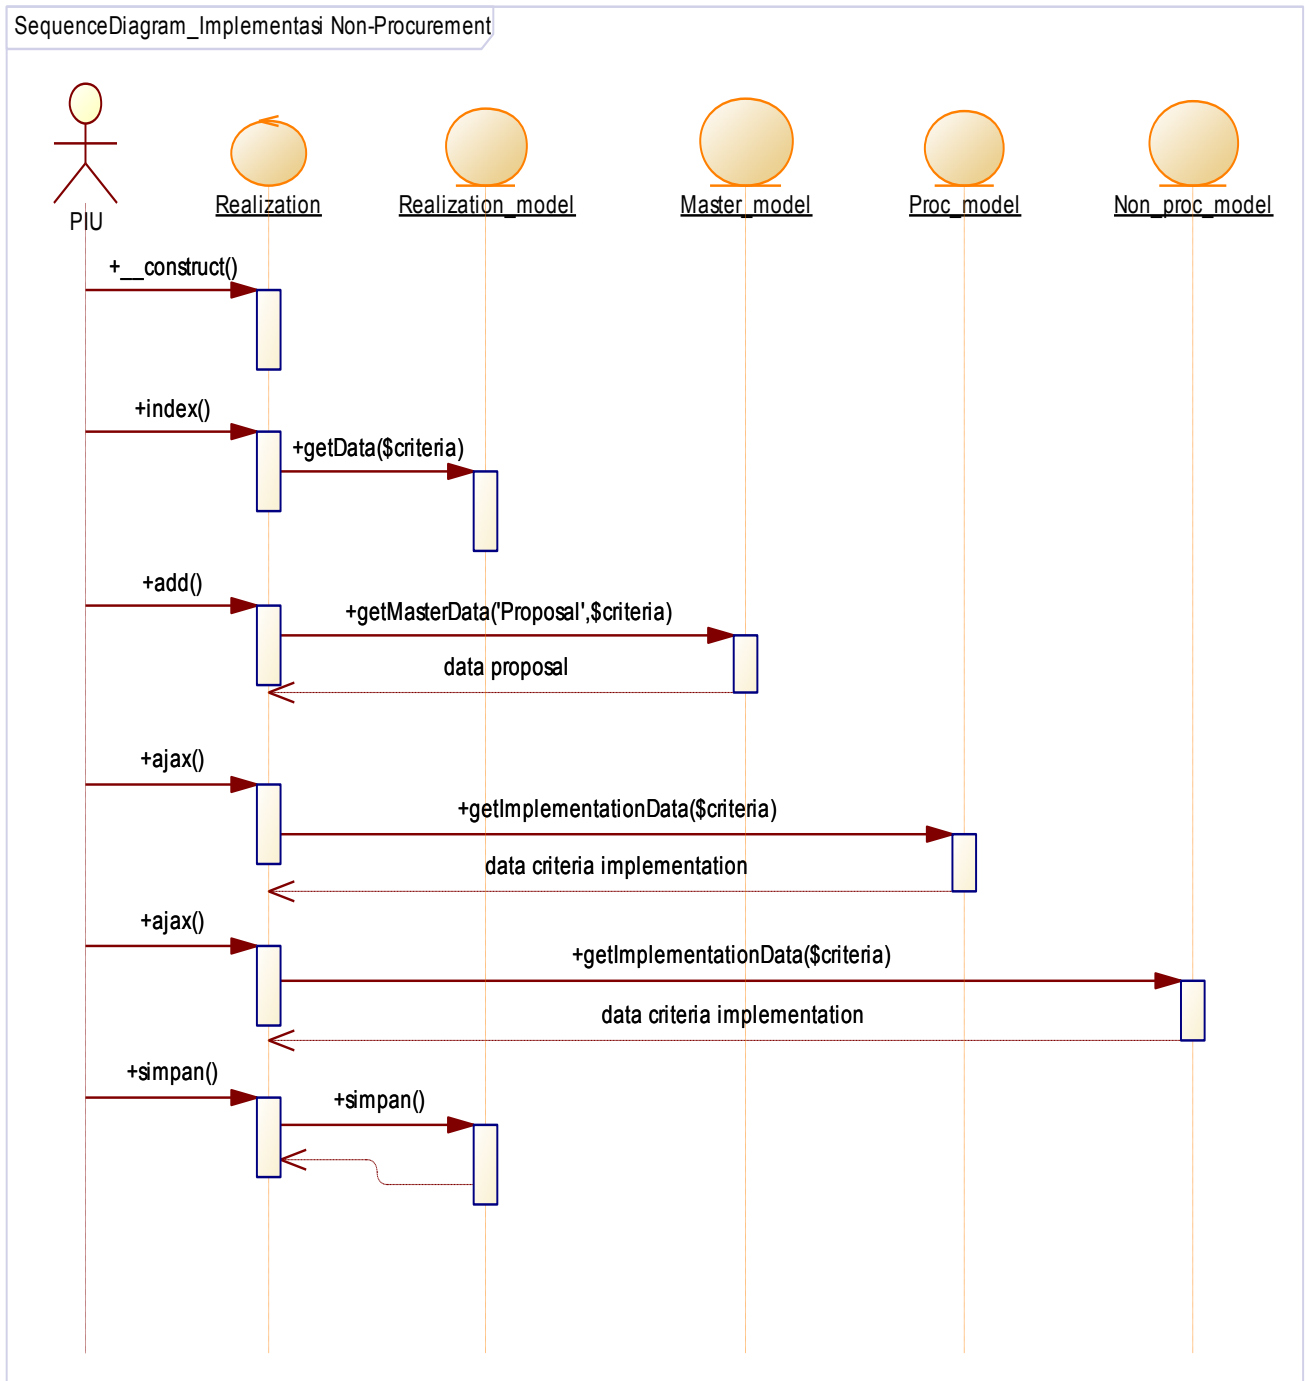 SequenceDiagram_Implementasi Non-Procurement
PIU
Realization
Realization_model
Master_model
Proc_model
Non_proc_model
+__construct()
+index()
+getData($criteria)
+add()
+getMasterData('Proposal',$criteria)
data proposal
+ajax()
+getImplementationData($criteria)
data criteria implementation
+ajax()
+getImplementationData($criteria)
data criteria implementation
+simpan()
+simpan()